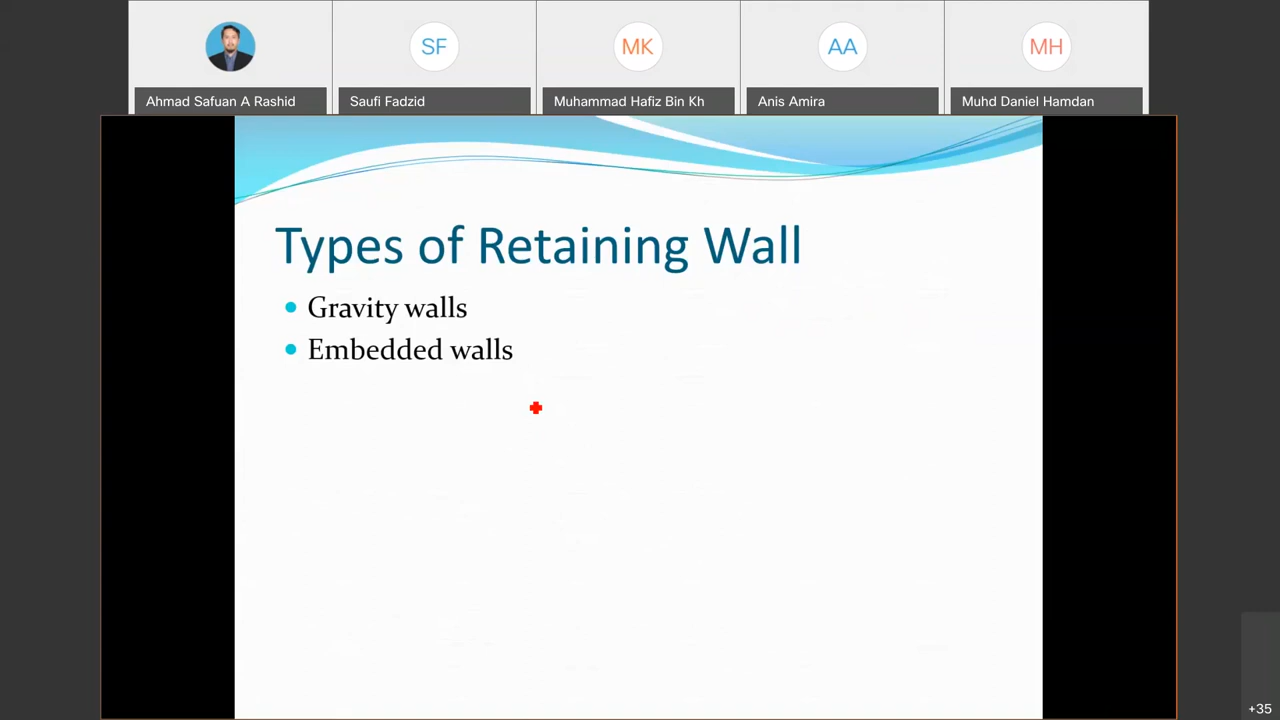 SF
MK
AA
MH
Ahmad Safuan A Rashid
Saufi Fadzid
Muhammad Hafiz Bin Kh
Anis Amira
Muhd Daniel Hamdan
Types of Retaining Wall
Gravity walls
Embedded walls
+35